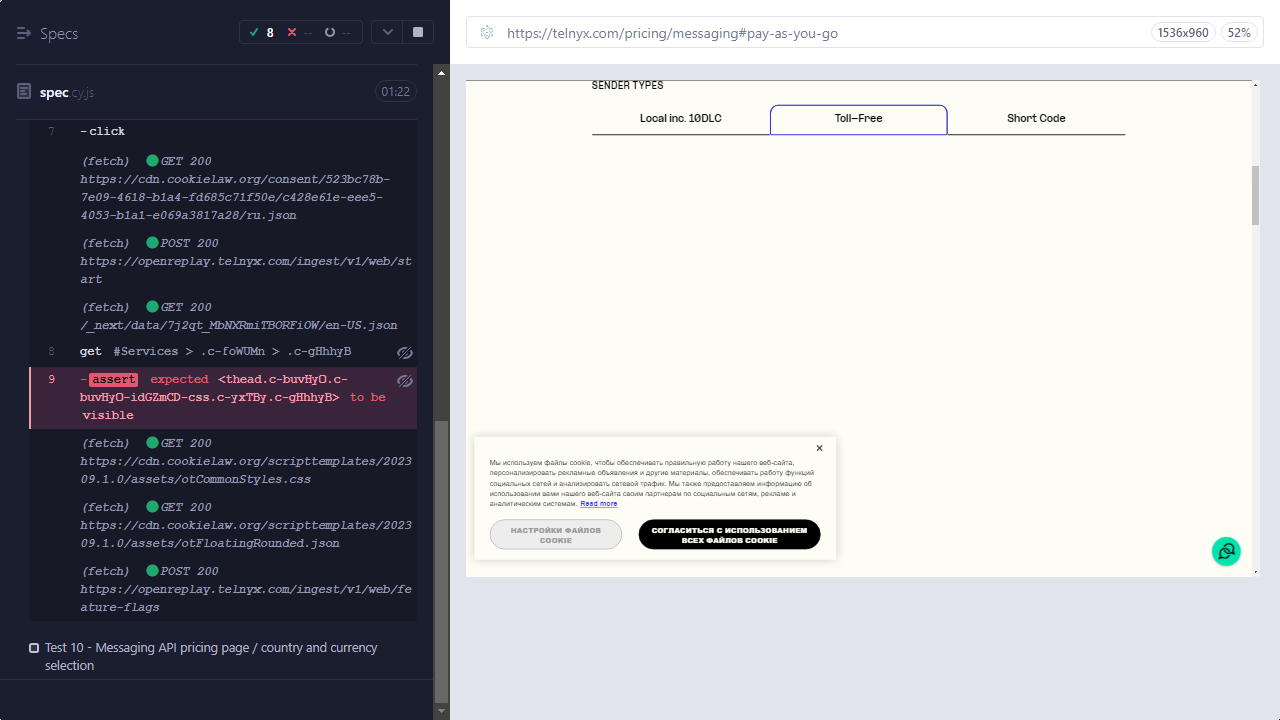 Specs
8
--
--
spec.cy.js
01:22
7
-click
(fetch) GET 200
https://cdn.cookielaw.org/consent/523bc78b-
7e09-4618-b1a4-fd685c71f50e/c428e61e-eee5-
4053-b1a1-e069a3817a28/ru.json
(fetch) POST 200
https://openreplay.telnyx.com/ingest/v1/web/st
art
(fetch) GET 200
/_next/data/7j2qt_MbNXRmiTBORFiOW/en-US.json
8 get #Services > .c-foWUMn > .c-gHhhyB
9 -assert expected <thead.c-buvHyO.c-
buvHyO-idGZmCD-css.c-yxTBy.c-gHhhyB> to be
visible
(fetch) GET 200
https://cdn.cookielaw.org/scripttemplates/2023
09.1.0/assets/otCommonStyles.css
(fetch) GET 200
https://cdn.cookielaw.org/scripttemplates/2023
09.1.0/assets/otFloatingRounded.json
(fetch) POST 200
https://openreplay.telnyx.com/ingest/v1/web/fe
ature-flags
Test 10 - Messaging API pricing page / country and currency
selection
https://telnyx.com/pricing/messaging#pay-as-you-go
1536x960
52%
SENDER TYPES
Local inc. 10DLC
Toll-Free
Short Code
Мы используем файлы cookie, чтобы обеспечивать правильную работу нашего веб-сайта,
персонализировать рекламные объявления и другие материалы, обеспечивать работу функций
социальных сетей и анализировать сетевой трафик. Мы также предоставляем информацию об
использовании вами нашего веб-сайта своим партнерам по социальным сетям, рекламе и
аналитическим системам. Read more
НАСТРОЙКИ ФАЙЛОВ
COOKIE
СОГЛАСИТЬСЯ С ИСПОЛЬЗОВАНИЕМ
ВСЕХ ФАЙЛОВ COOKIE